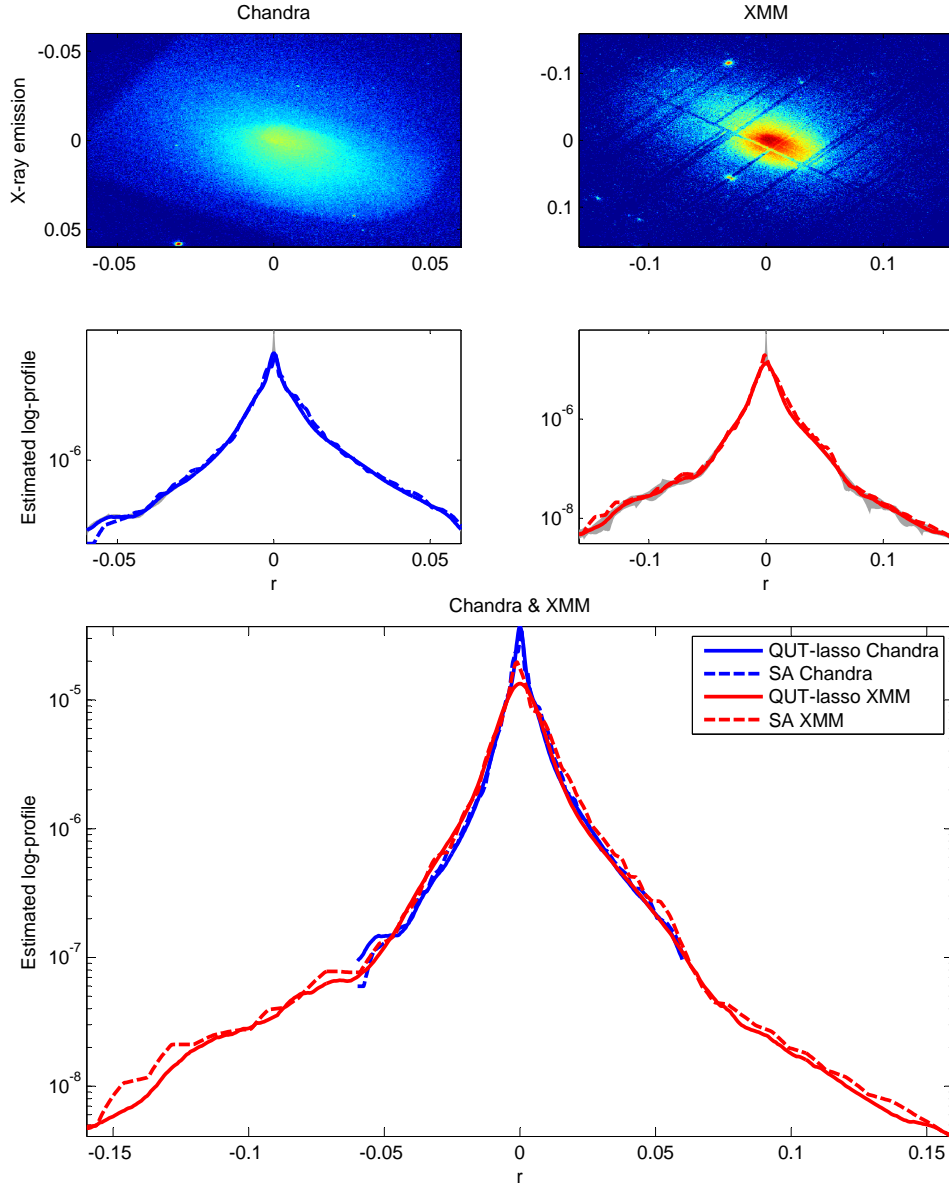 Chandra
XMM
X-ray emission
-0.05
0
0.05
-0.05
0
0.05
-0.1
0
0.1
-0.1
0
0.1
Estimated log-profile
10-6
-0.05
0
0.05
r
10-6
10-8
-0.1
0
0.1
r
Chandra & XMM
QUT-lasso Chandra
SA Chandra
QUT-lasso XMM
SA XMM
Estimated log-profile
10-5
10-6
10-7
10-8
-0.15
-0.1
-0.05
0
0.05
0.1
0.15
r